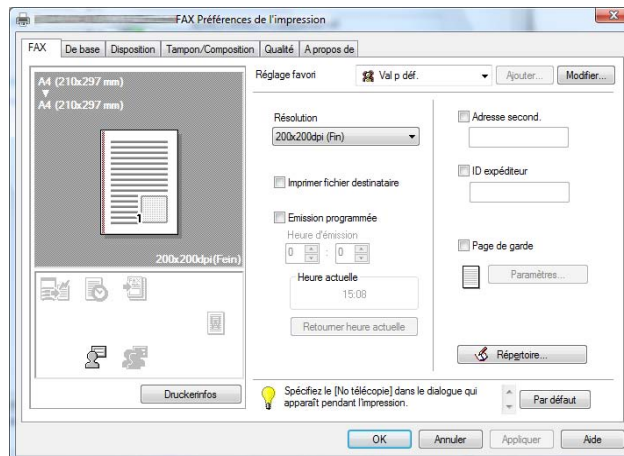 FAX Préférences de l'impression
FAX
De base
Disposition
Tampon/Composition
Qualité
A propos de
A4 (210x297 mm)
A4 (210x297 mm)
1
200x200dpi(Fein)
Druckerinfos
Réglage favori
Val p déf.
Ajouter...
Modifier...
Résolution
200x200dpi (Fin)
Imprimer fichier destinataire
Emission programmée
Heure d'émission
0 : 0
Heure actuelle
15:08
Retourner heure actuelle
Adresse second.
ID expéditeur
Page de garde
Paramètres...
Répertoire...
Spécifiez le [No télécopie] dans le dialogue qui
apparaît pendant l'impression.
Par défaut
OK
Annuler
Appliquer
Aide